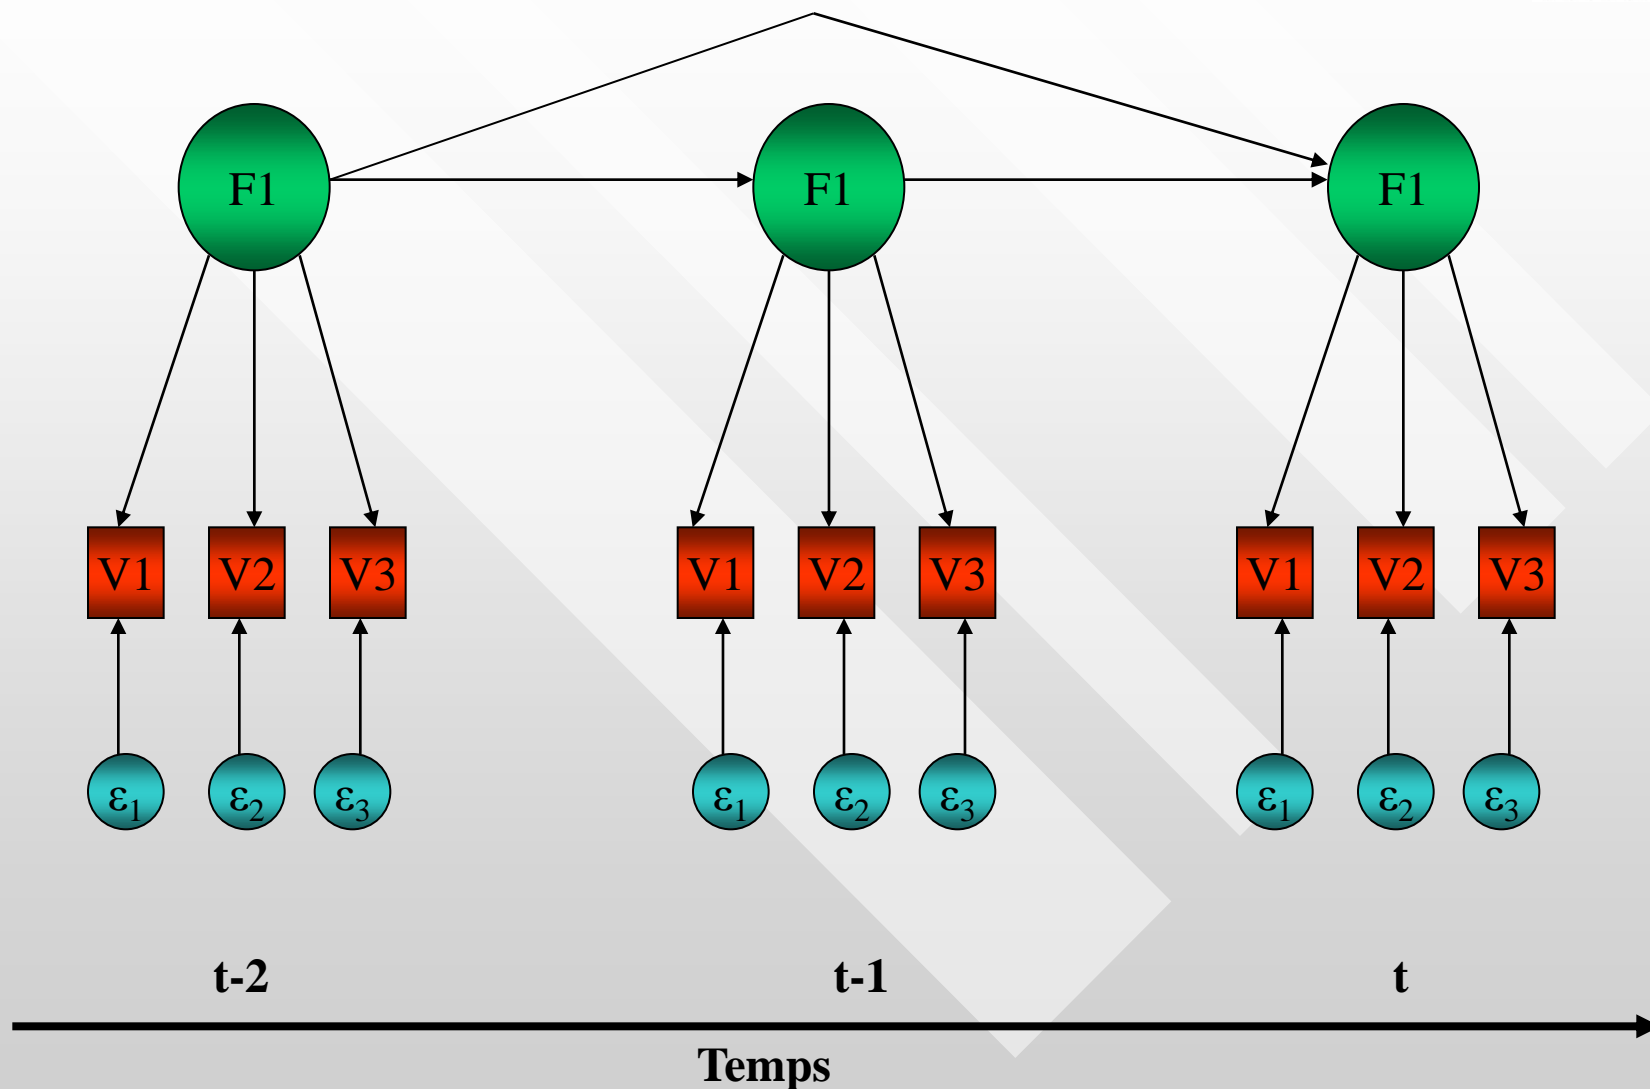 F1 F1 F1
V1 V2 V3 V1 V2 V3 V1 V2 V3
ε1 ε2 ε3 ε1 ε2 ε3 ε1 ε2 ε3
t-2 t-1 t
Temps